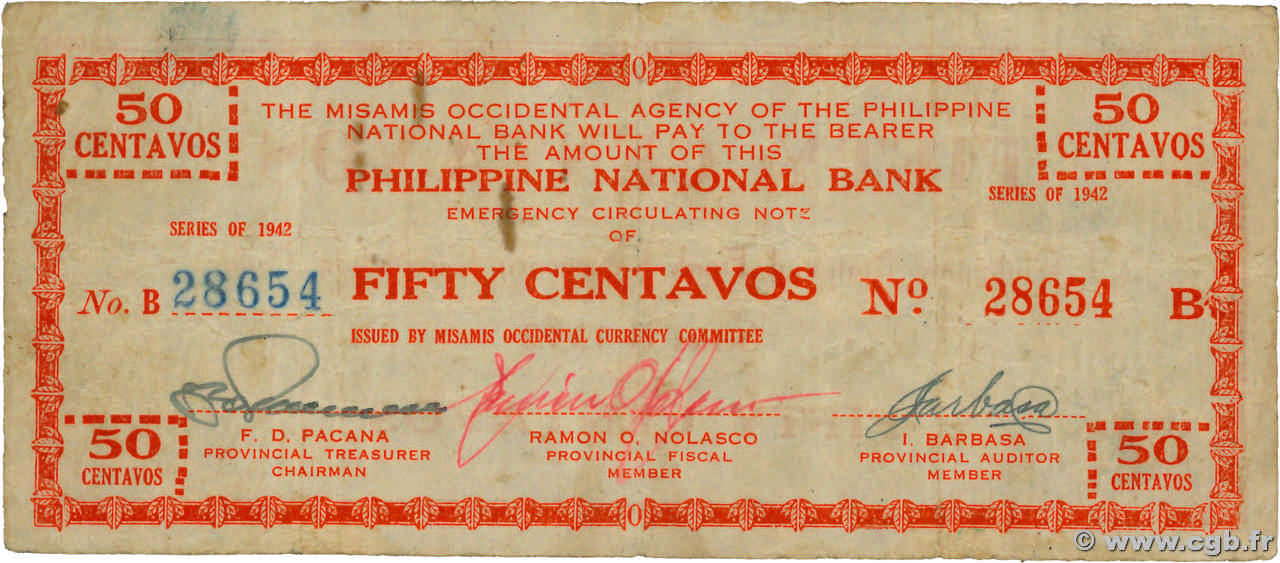 50
CENTAVOS
50
CENTAVOS
THE MISAMIS OCCIDENTAL AGENCY OF THE PHILIPPINE
NATIONAL BANK WILL PAY TO THE BEARER
THE AMOUNT OF THIS
PHILIPPINE NATIONAL BANK
SERIES OF 1942
EMERGENCY CIRCULATING NOTE
SERIES OF 1942
OF
No. B 28654
FIFTY CENTAVOS
Nº 28654 B
ISSUED BY MISAMIS OCCIDENTAL CURRENCY COMMITTEE
F. D. PACANA
PROVINCIAL TREASURER
CHAIRMAN
RAMON O. NOLASCO
PROVINCIAL FISCAL
MEMBER
I. BARBASA
PROVINCIAL AUDITOR
MEMBER
50
CENTAVOS
50
CENTAVOS
© www.cgb.fr